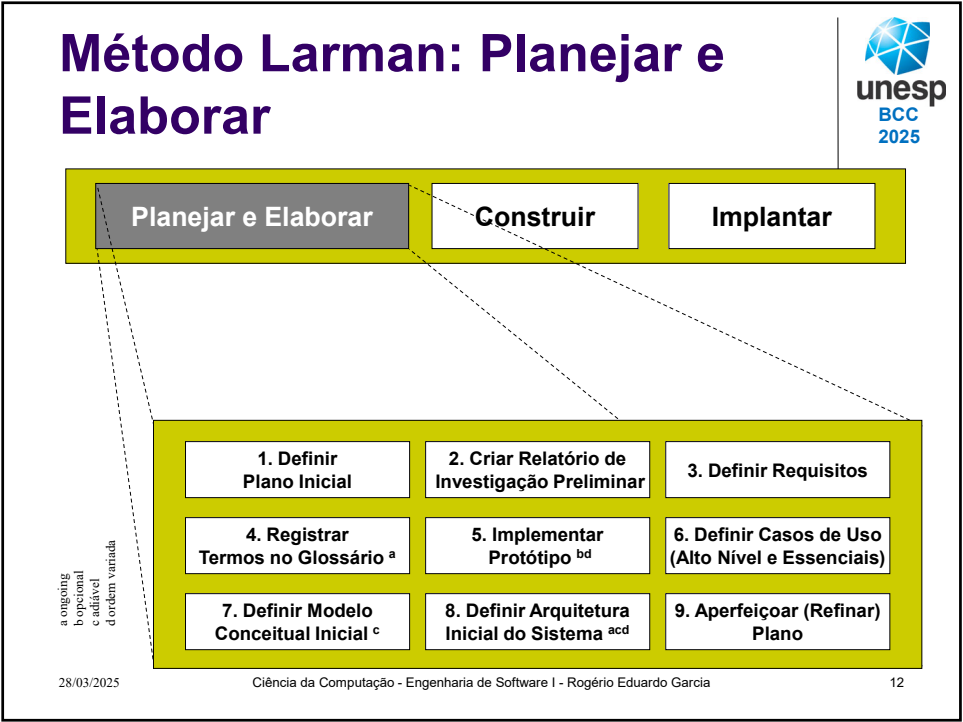 Método Larman: Planejar e
Elaborar
unesp
BCC
2025
Planejar e Elaborar
Construir
Implantar
1. Definir
Plano Inicial
2. Criar Relatório de
Investigação Preliminar
3. Definir Requisitos
4. Registrar
Termos no Glossário a
5. Implementar
Protótipo bd
6. Definir Casos de Uso
(Alto Nível e Essenciais)
7. Definir Modelo
Conceitual Inicial c
8. Definir Arquitetura
Inicial do Sistema acd
9. Aperfeiçoar (Refinar)
Plano
a ongoing
b opcional
c adiável
d ordem variada
28/03/2025
Ciência da Computação - Engenharia de Software I - Rogério Eduardo Garcia
12